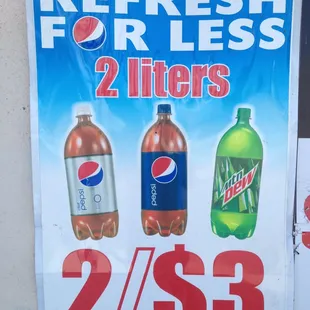 REFRESH
FOR LESS
2 liters
pepsi
pepsi
Mtn
DEW
2/$3